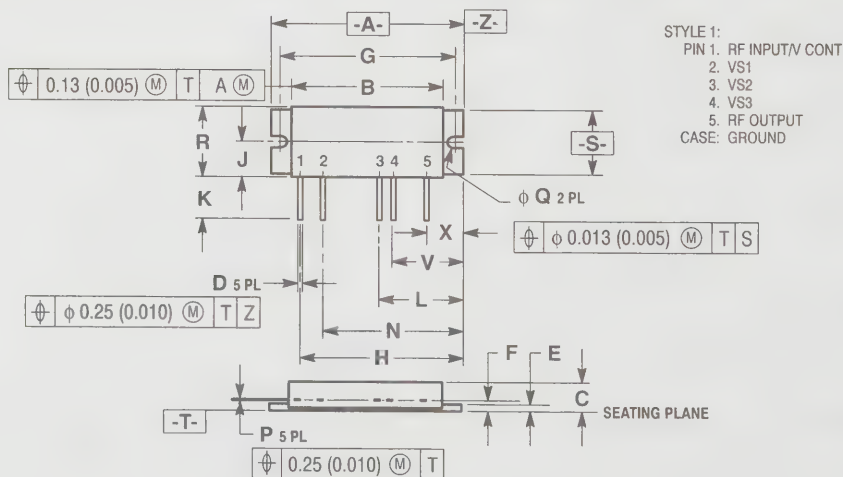 -A-
-Z-
G
⌖ 0.13 (0.005) Ⓜ T A Ⓜ
B
STYLE 1:
PIN 1. RF INPUT/V CONT
2. VS1
3. VS2
4. VS3
5. RF OUTPUT
CASE: GROUND
R
J
K
1 2 3 4 5
-S-
ϕ Q 2 PL
X
⌖ ϕ 0.013 (0.005) Ⓜ T S
V
D 5 PL
L
⌖ ϕ 0.25 (0.010) Ⓜ T Z
N
H
F E
C
SEATING PLANE
-T-
P 5 PL
⌖ 0.25 (0.010) Ⓜ T